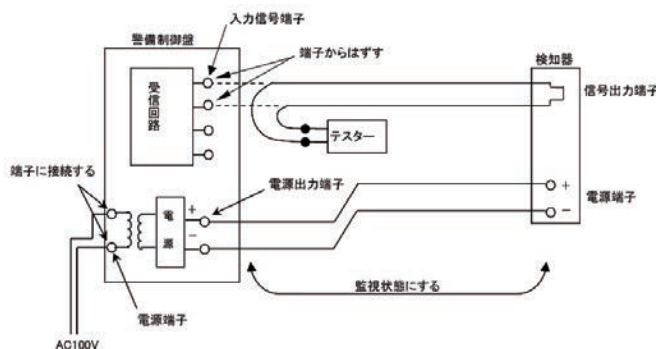 入力信号端子
警備制御盤
端子からはずす
検知器
受信回路
信号出力端子
テスター
端子に接続する
電源出力端子
+
-
電源
+
-
電源端子
監視状態にする
電源端子
AC100V